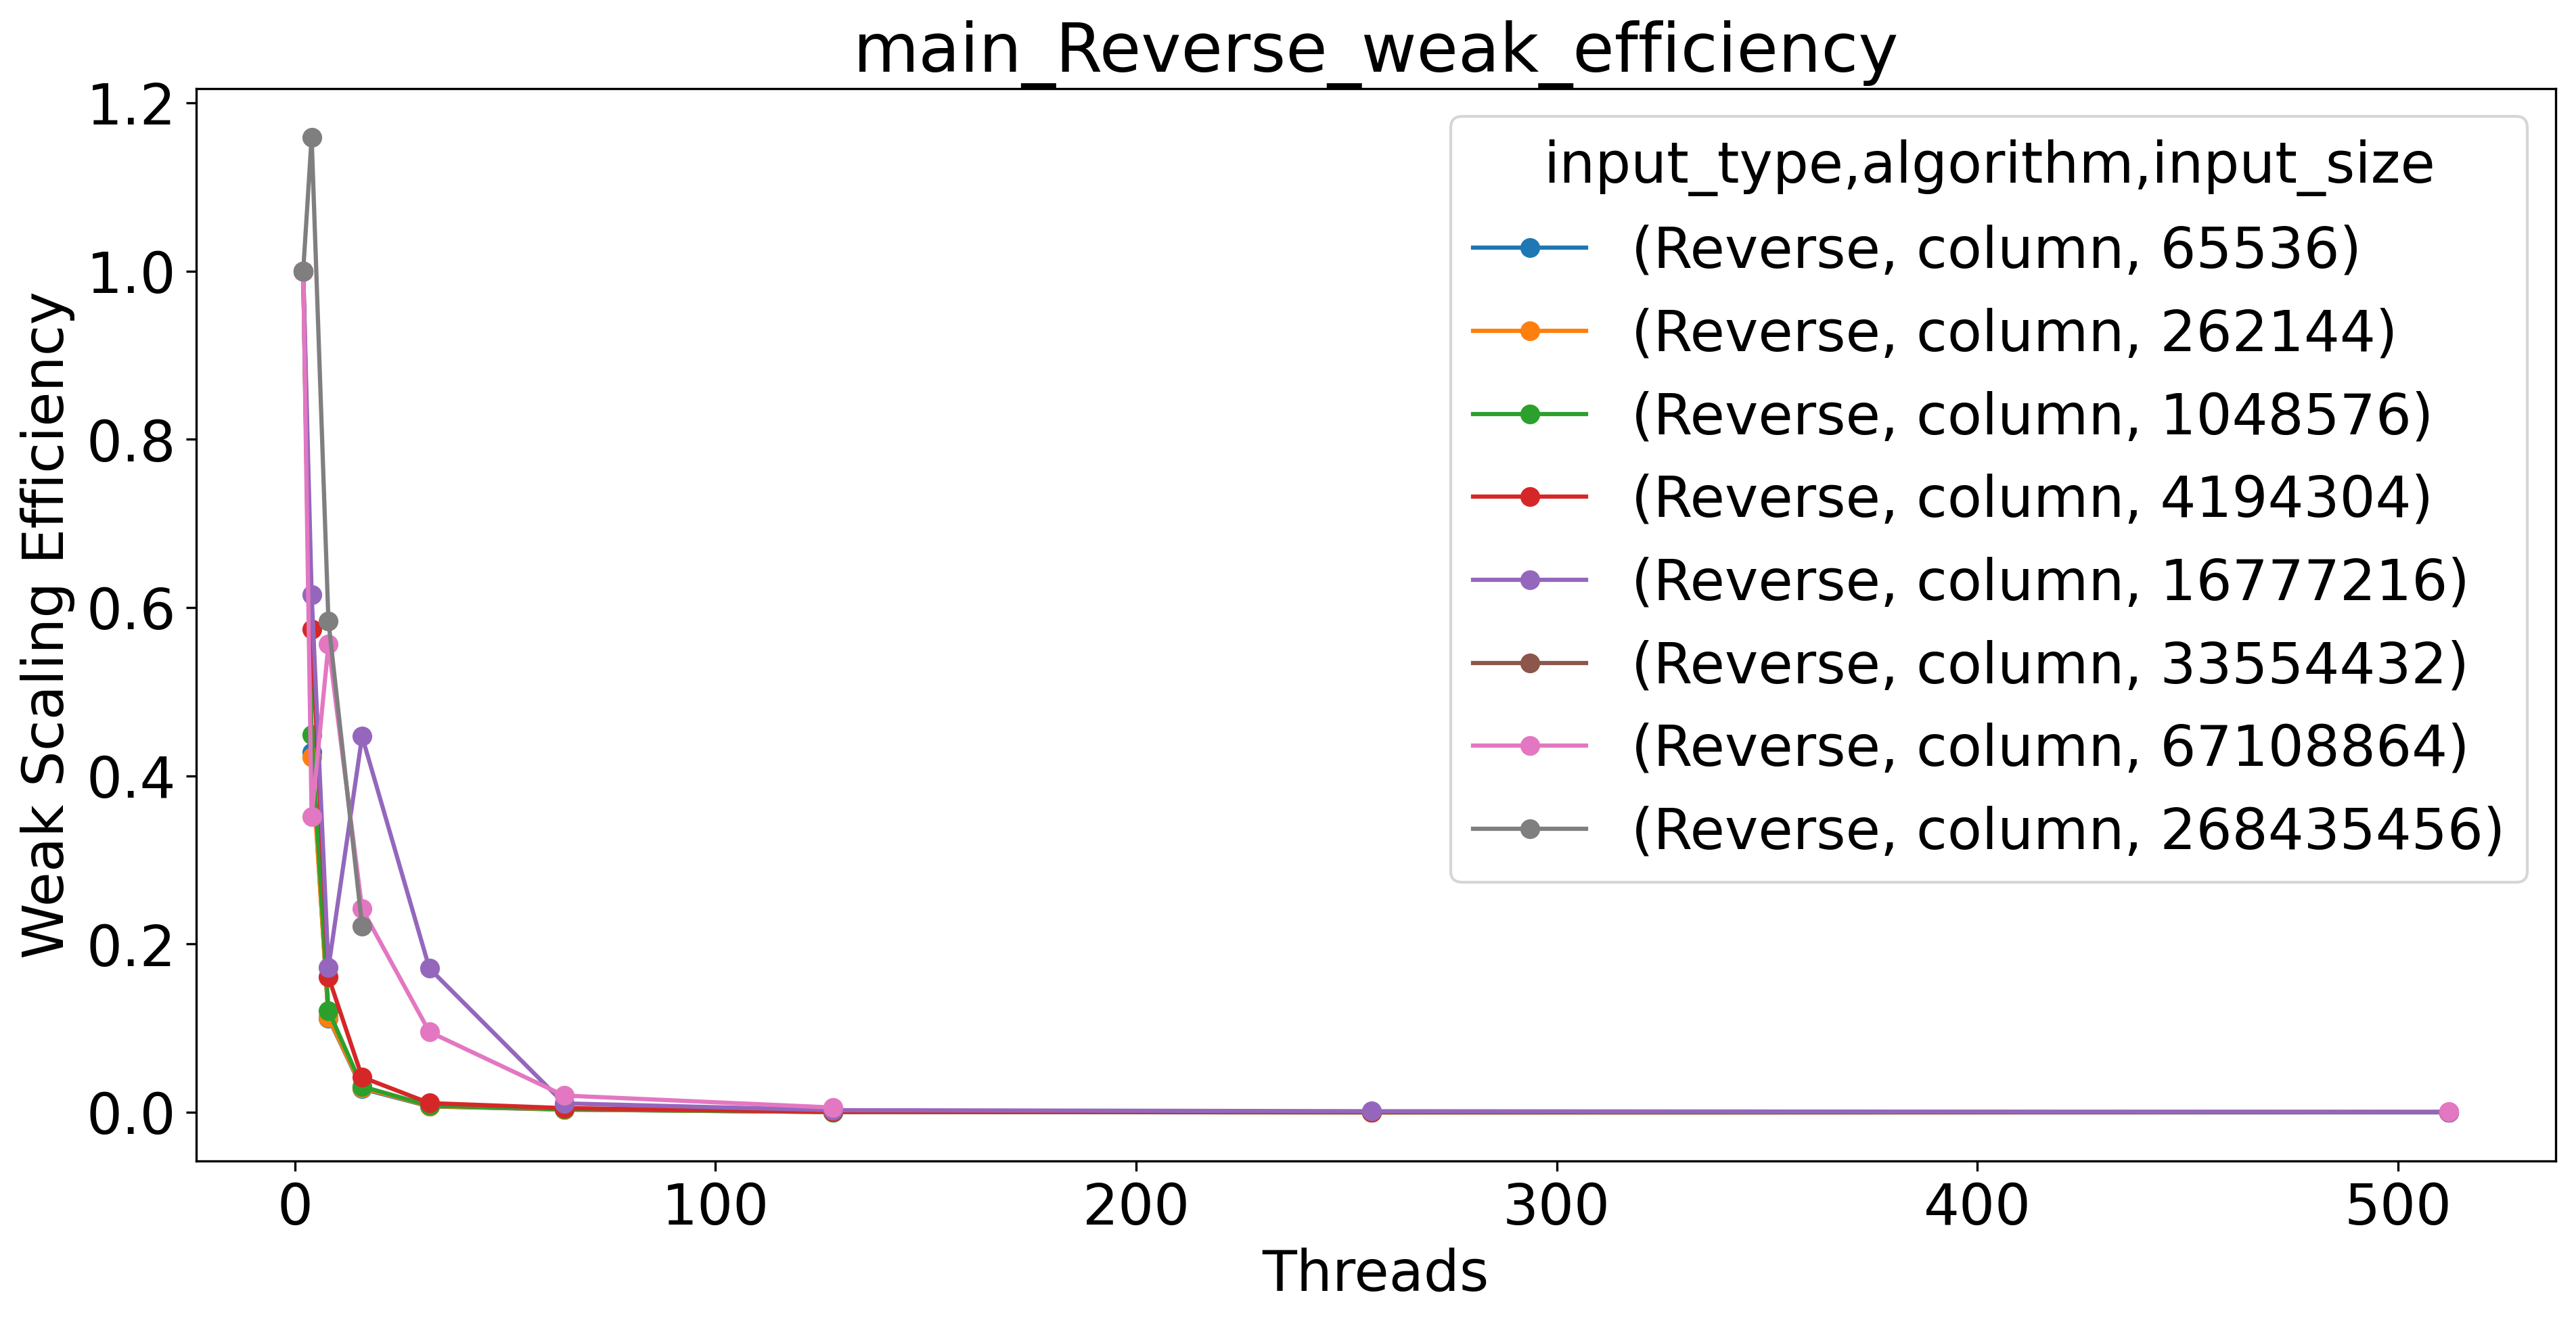 main_Reverse_weak_efficiency
1.2
1.0
0.8
0.6
0.4
0.2
0.0
Weak Scaling Efficiency
input_type,algorithm,input_size
(Reverse, column, 65536)
(Reverse, column, 262144)
(Reverse, column, 1048576)
(Reverse, column, 4194304)
(Reverse, column, 16777216)
(Reverse, column, 33554432)
(Reverse, column, 67108864)
(Reverse, column, 268435456)
0 100 200 300 400 500
Threads